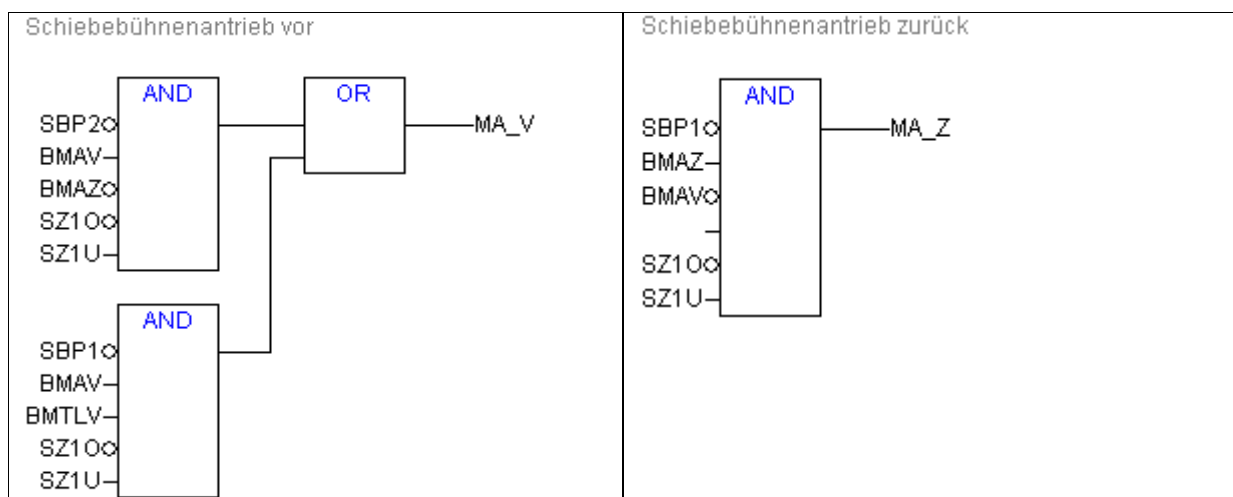 Schiebebühnenantrieb vor
AND
OR
SBP2
BMAV
BMAZ
SZ1O
SZ1U
MA_V
AND
SBP1
BMAV
BMTLV
SZ1O
SZ1U
Schiebebühnenantrieb zurück
AND
SBP1
BMAZ
BMAV
SZ1O
SZ1U
MA_Z